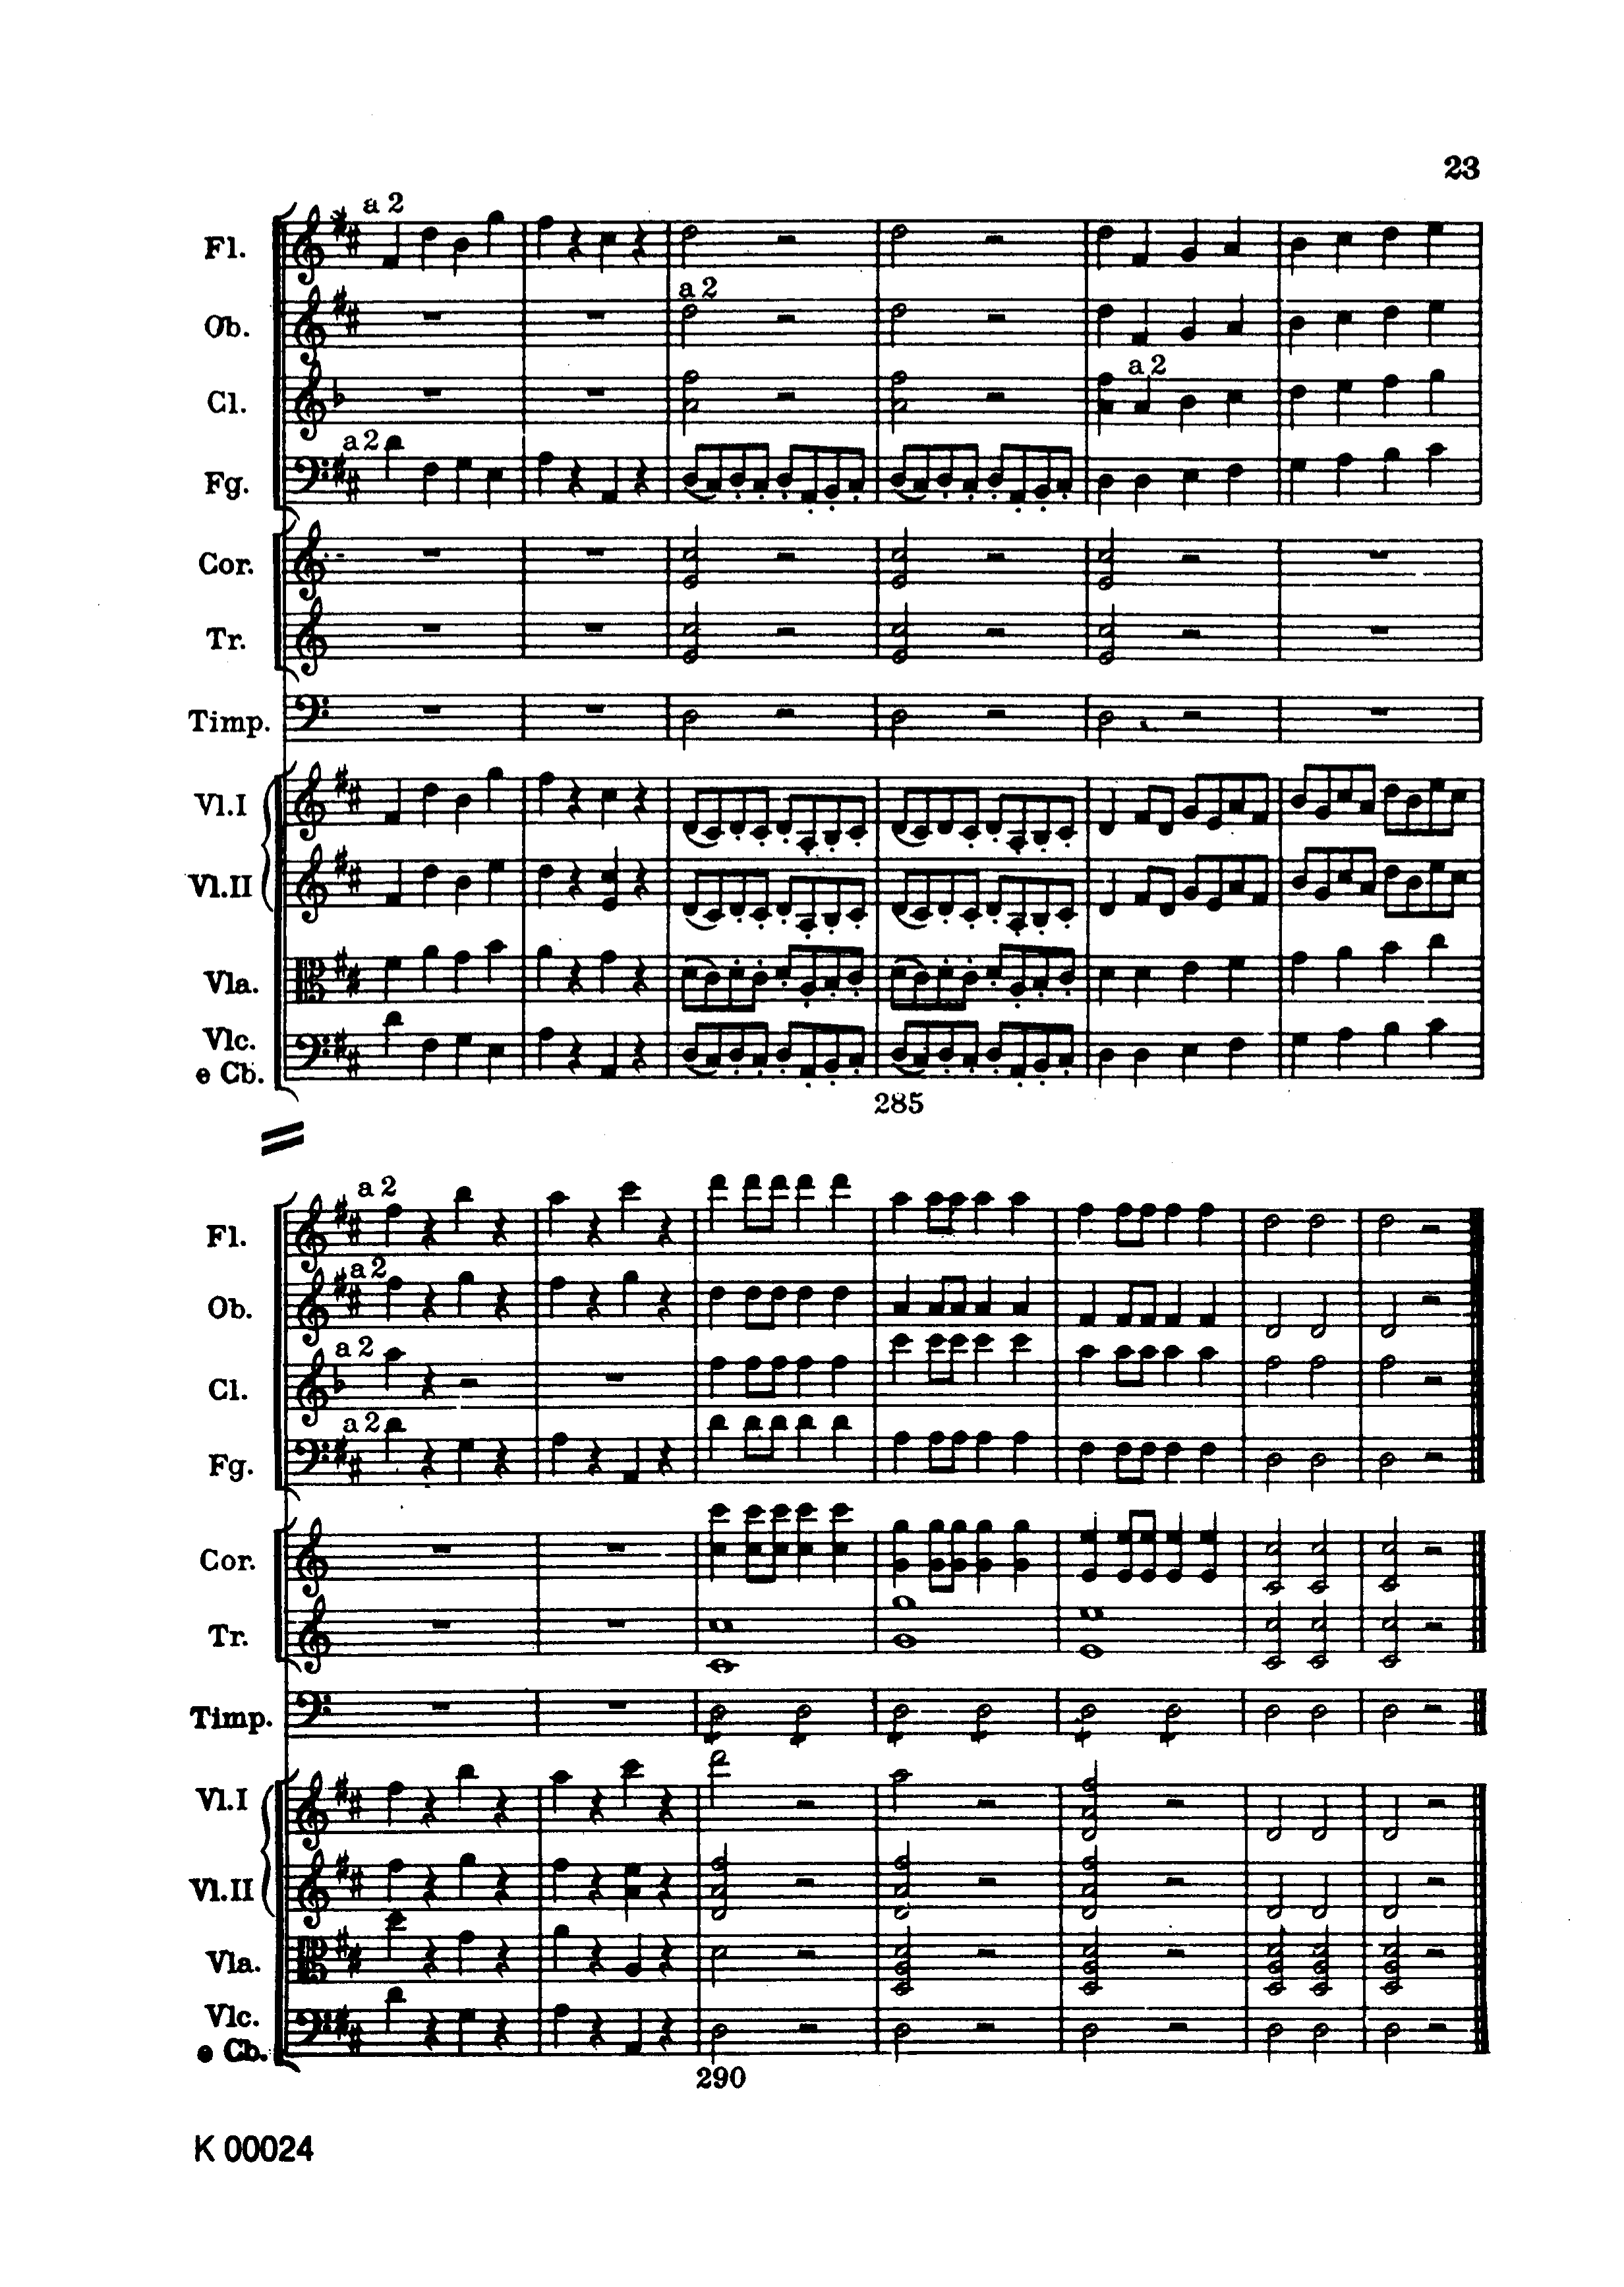 23
a 2
Fl.
a 2
Ob.
a 2
Cl.
a 2
Fg.
Cor.
Tr.
Timp.
Vl.I
Vl.II
Vla.
Vlc.
e Cb.
285
a 2
Fl.
a 2
Ob.
a 2
Cl.
a 2
Fg.
Cor.
Tr.
Timp.
Vl.I
Vl.II
Vla.
Vlc.
e Cb.
290
K 00024